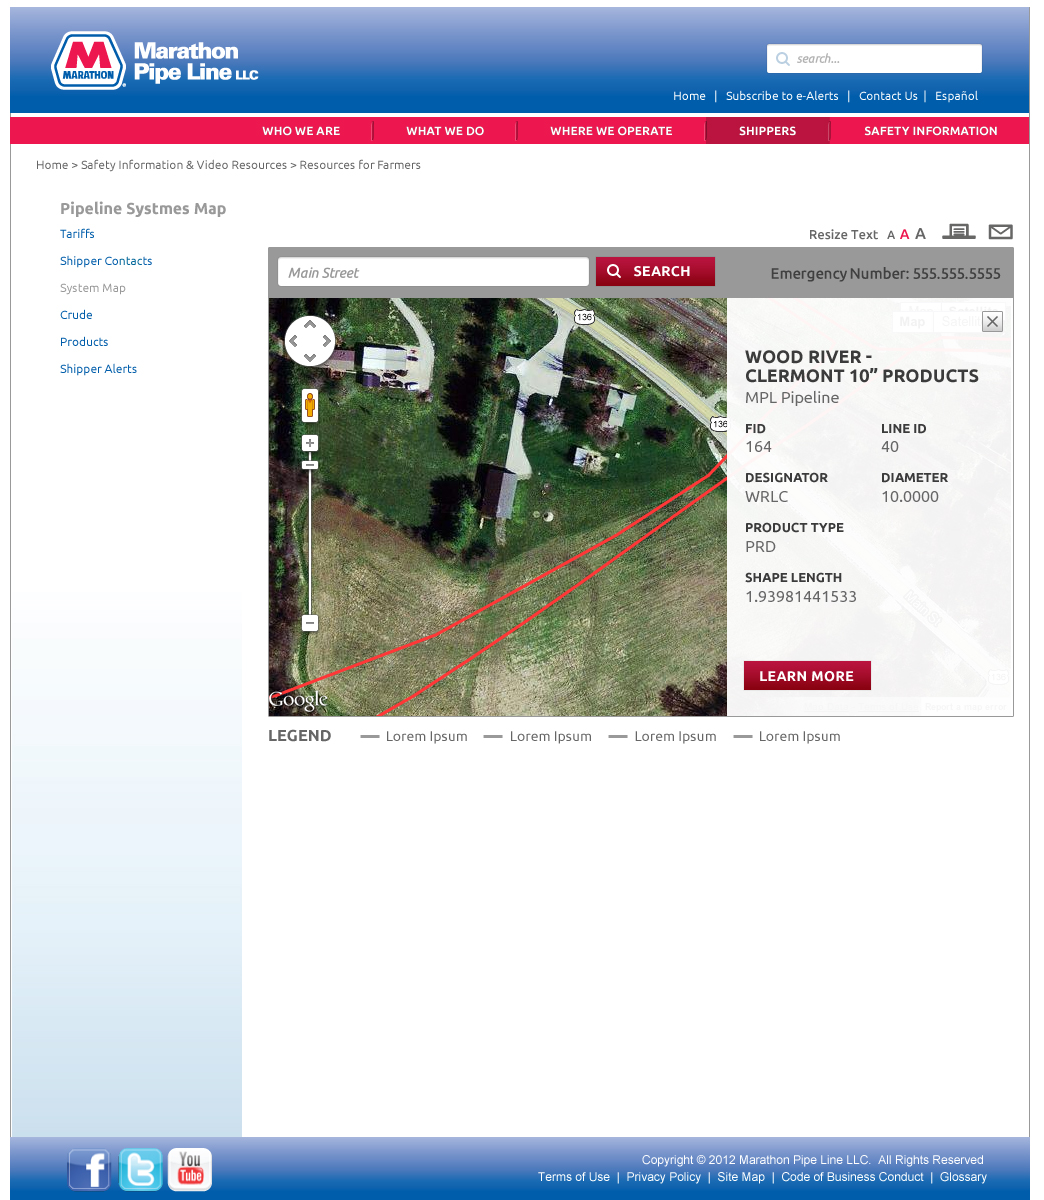 MARATHON
Marathon
Pipe Line LLC
search...
Home | Subscribe to e-Alerts | Contact Us | Español
WHO WE ARE
WHAT WE DO
WHERE WE OPERATE
SHIPPERS
SAFETY INFORMATION
Home > Safety Information & Video Resources > Resources for Farmers
Pipeline Systmes Map
Tariffs
Shipper Contacts
System Map
Crude
Products
Shipper Alerts
Resize Text A A A
Main Street
SEARCH
Emergency Number: 555.555.5555
136
136
Google
Map
WOOD RIVER -
CLERMONT 10” PRODUCTS
MPL Pipeline
FID
164
LINE ID
40
DESIGNATOR
WRLC
DIAMETER
10.0000
PRODUCT TYPE
PRD
SHAPE LENGTH
1.93981441533
LEARN MORE
Report a map error
LEGEND
Lorem Ipsum
Lorem Ipsum
Lorem Ipsum
Lorem Ipsum
f
t
You
Tube
Copyright © 2012 Marathon Pipe Line LLC. All Rights Reserved
Terms of Use | Privacy Policy | Site Map | Code of Business Conduct | Glossary